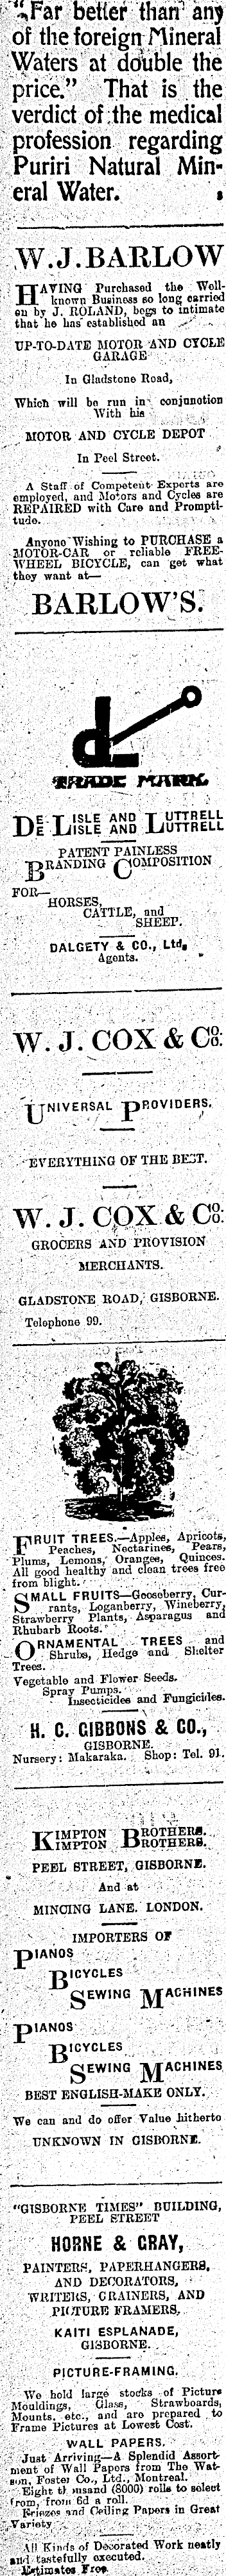 "Far better than any
of the foreign Mineral
Waters at double the
price." That is the
verdict of the medical
profession regarding
Puriri Natural Min-
eral Water.
W. J. BARLOW
HAVING Purchased the Well-
known Business so long carried
on by J. ROLAND, begs to intimate
that he has established an
UP-TO-DATE MOTOR AND CYCLE
GARAGE
In Gladstone Road,
Which will be run in conjunction
With his
MOTOR AND CYCLE DEPOT
In Peel Street.
A Staff of Competent Experts are
employed, and Motors and Cycles are
REPAIRED with Care and Prompti-
tude.
Anyone Wishing to PURCHASE a
MOTOR-CAR or reliable FREE-
WHEEL BICYCLE, can get what
they want at—
BARLOW'S.
TRADE MARK.
DE LISLE AND LUTTRELL
DE LISLE AND LUTTRELL
PATENT PAINLESS
BRANDING COMPOSITION
FOR—
HORSES,
CATTLE, and
SHEEP.
DALGETY & CO., Ltd,
Agents.
W. J. COX & Co.
UNIVERSAL PROVIDERS.
EVERYTHING OF THE BEST.
W. J. COX & Co.
GROCERS AND PROVISION
MERCHANTS.
GLADSTONE ROAD, GISBORNE.
Telephone 99.
FRUIT TREES.—Apples, Apricots,
Peaches, Nectarines, Pears,
Plums, Lemons, Oranges, Quinces.
All good healthy and clean trees free
from blight.
SMALL FRUITS—Gooseberry, Cur-
rants, Loganberry, Wineberry,
Strawberry Plants, Asparagus and
Rhubarb Roots.
ORNAMENTAL TREES and
Shrubs, Hedge and Shelter
Trees.
Vegetable and Flower Seeds.
Spray Pumps.
Insecticides and Fungicides.
H. C. GIBBONS & CO.,
GISBORNE.
Nursery: Makaraka. Shop: Tel. 91.
KIMPTON BROTHERS.
KIMPTON BROTHERS.
PEEL STREET, GISBORNE.
And at
MINCING LANE. LONDON.
IMPORTERS OF
PIANOS
BICYCLES
SEWING MACHINES
PIANOS
BICYCLES
SEWING MACHINES
BEST ENGLISH-MAKE ONLY.
We can and do offer Value hitherto
UNKNOWN IN GISBORNE.
"GISBORNE TIMES" BUILDING,
PEEL STREET
HORNE & GRAY,
PAINTERS, PAPERHANGERS,
AND DECORATORS,
WRITERS, GRAINERS, AND
PICTURE FRAMERS,
KAITI ESPLANADE,
GISBORNE.
PICTURE-FRAMING.
We hold large stocks of Picture
Mouldings, Glass, Strawboards,
Mounts, etc., and are prepared to
Frame Pictures at Lowest Cost.
WALL PAPERS.
Just Arriving—A Splendid Assort-
ment of Wall Papers from The Wat-
son, Foster Co., Ltd., Montreal.
Eight thousand (8000) rolls to select
from, from 6d a roll.
Friezes and Ceiling Papers in Great
Variety
All Kinds of Decorated Work neatly
and tastefully executed.
Estimates Free.